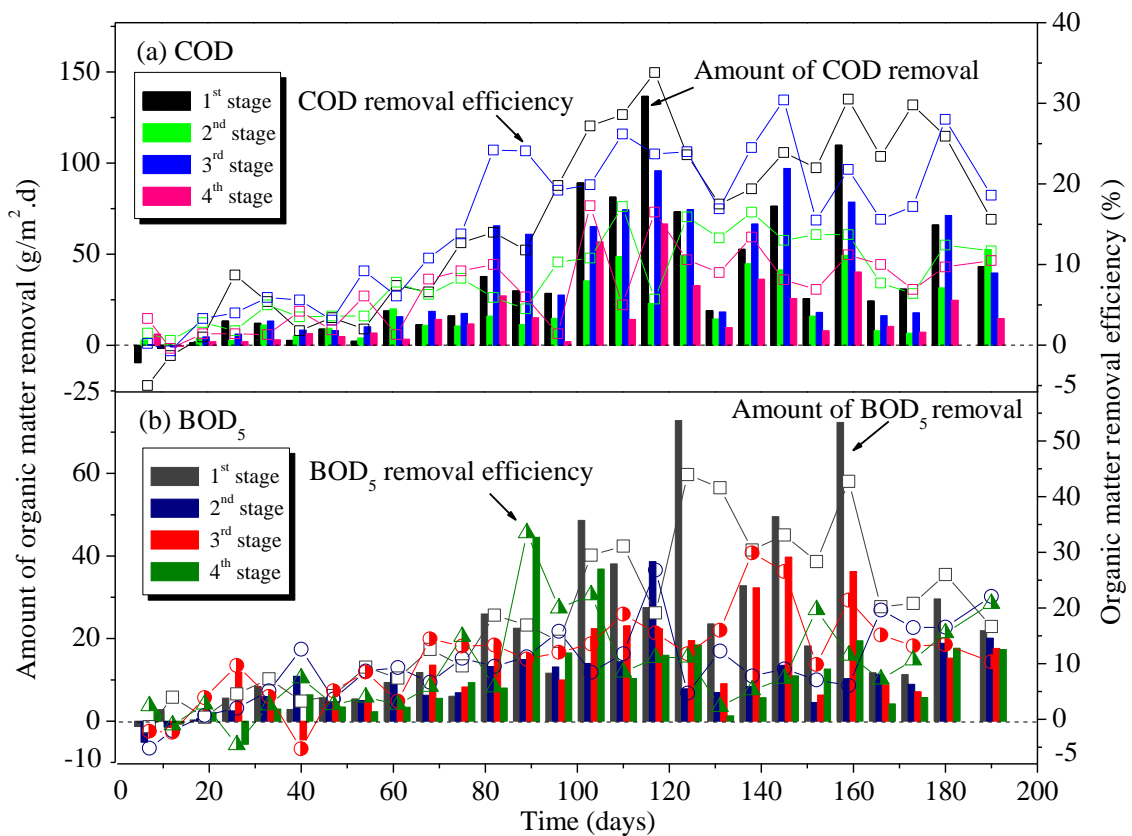 (a) COD
1st stage
2nd stage
3rd stage
4th stage
COD removal efficiency
Amount of COD removal
150
100
50
0
-25
40
30
20
10
0
-5
(b) BOD5
1st stage
2nd stage
3rd stage
4th stage
BOD5 removal efficiency
Amount of BOD5 removal
60
40
20
0
-10
50
40
30
20
10
0
-5
0 20 40 60 80 100 120 140 160 180 200
Time (days)
Amount of organic matter removal (g/m2.d)
Organic matter removal efficiency (%)